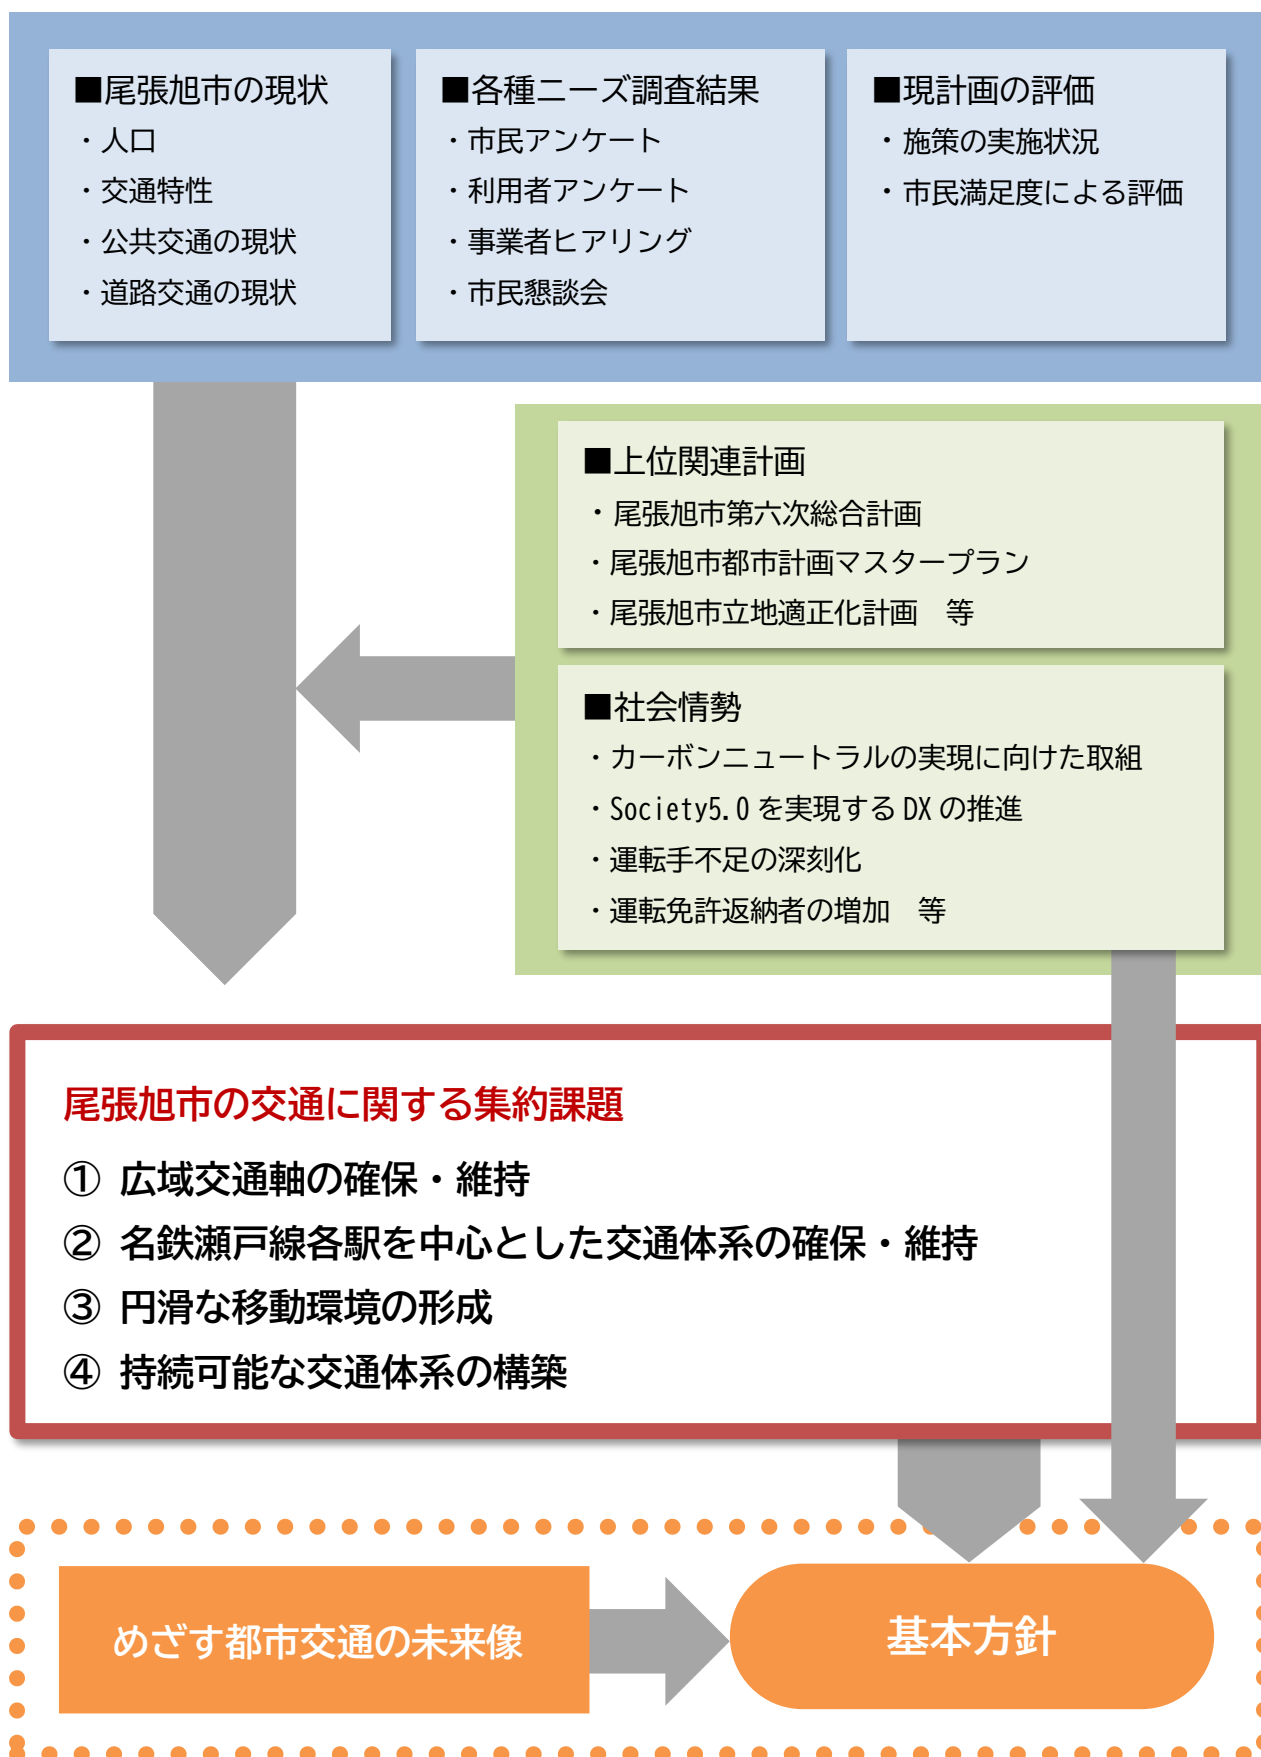 ■尾張旭市の現状
・人口
・交通特性
・公共交通の現状
・道路交通の現状
■各種ニーズ調査結果
・市民アンケート
・利用者アンケート
・事業者ヒアリング
・市民懇談会
■現計画の評価
・施策の実施状況
・市民満足度による評価
■上位関連計画
・尾張旭市第六次総合計画
・尾張旭市都市計画マスタープラン
・尾張旭市立地適正化計画　等
■社会情勢
・カーボンニュートラルの実現に向けた取組
・Society5.0を実現するDXの推進
・運転手不足の深刻化
・運転免許返納者の増加　等
尾張旭市の交通に関する集約課題
① 広域交通軸の確保・維持
② 名鉄瀬戸線各駅を中心とした交通体系の確保・維持
③ 円滑な移動環境の形成
④ 持続可能な交通体系の構築
めざす都市交通の未来像
基本方針